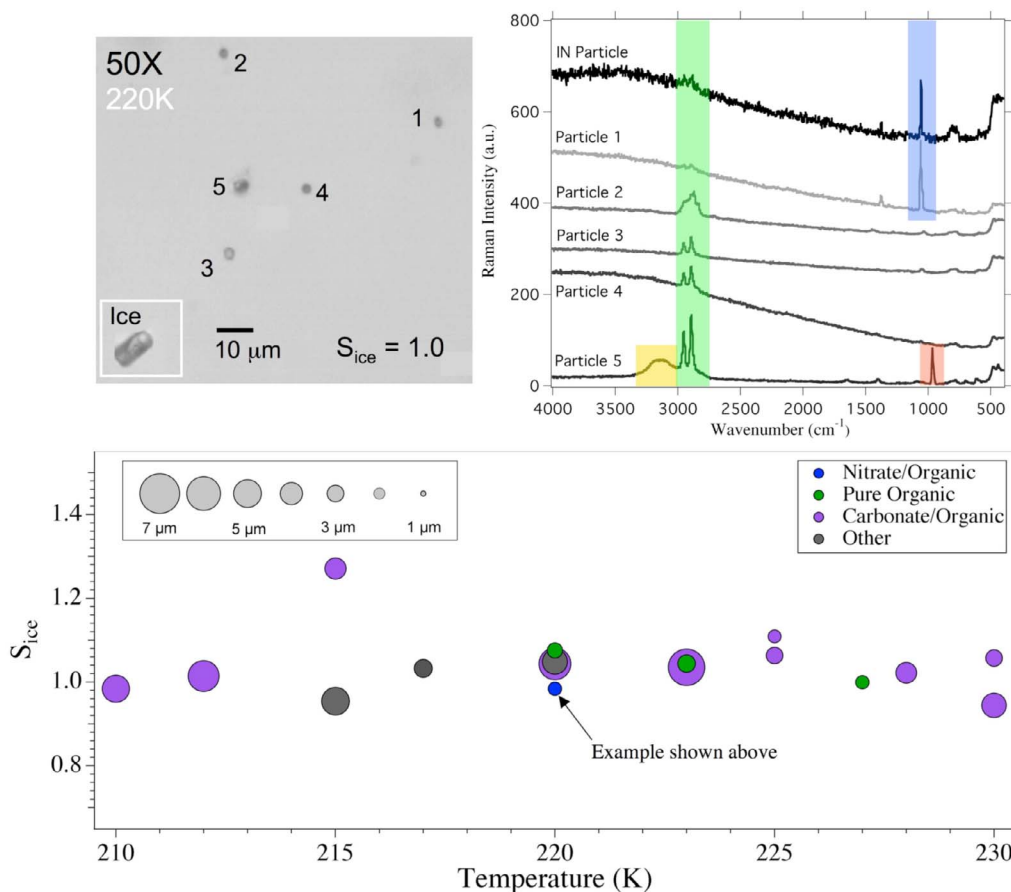 50X
220K
2
1
5
4
3
Ice
10 μm
S_ice = 1.0
800
600
400
200
0
Raman Intensity (a.u.)
IN Particle
Particle 1
Particle 2
Particle 3
Particle 4
Particle 5
4000 3500 3000 2500 2000 1500 1000 500
Wavenumber (cm⁻¹)
7 μm 5 μm 3 μm 1 μm
Nitrate/Organic
Pure Organic
Carbonate/Organic
Other
1.4
1.2
1.0
0.8
S_ice
Example shown above
210 215 220 225 230
Temperature (K)